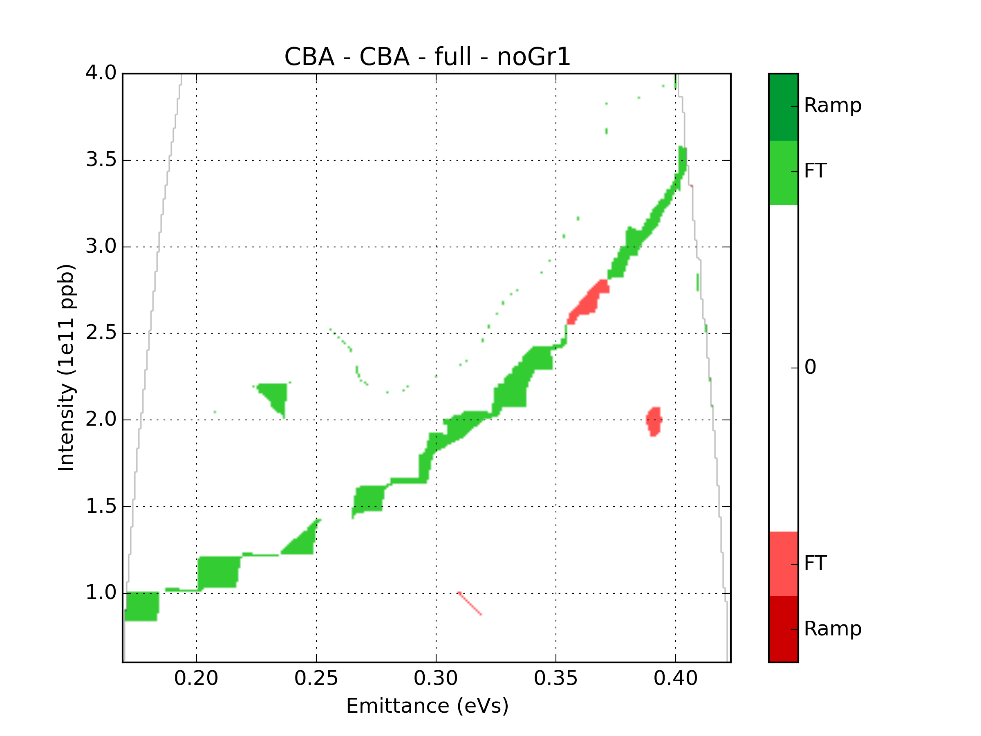 CBA - CBA - full - noGr1
4.0
3.5
3.0
2.5
2.0
1.5
1.0
Intensity (1e11 ppb)
0.20 0.25 0.30 0.35 0.40
Emittance (eVs)
Ramp
FT
0
FT
Ramp